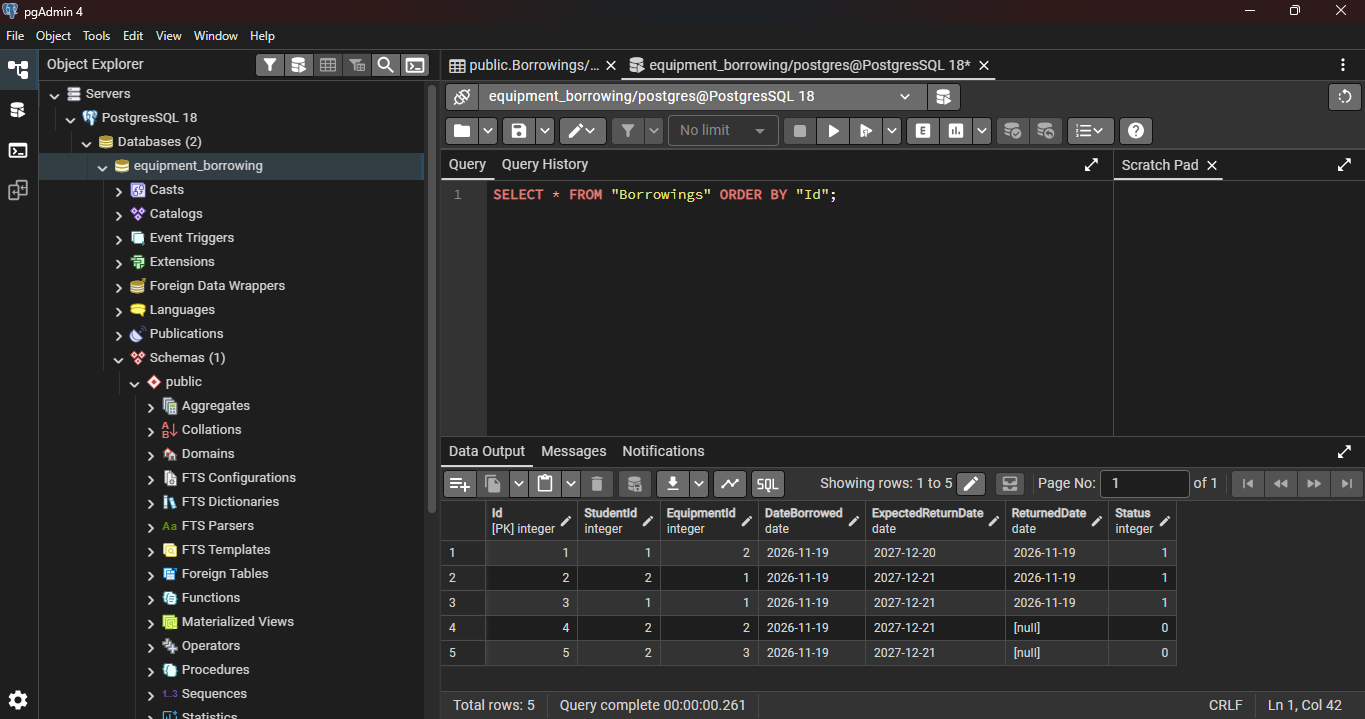 pgAdmin 4
File Object Tools Edit View Window Help
Object Explorer
public.Borrowings/...
equipment_borrowing/postgres@PostgresSQL 18*
Servers
PostgresSQL 18
Databases (2)
equipment_borrowing
Casts
Catalogs
Event Triggers
Extensions
Foreign Data Wrappers
Languages
Publications
Schemas (1)
public
Aggregates
Collations
Domains
FTS Configurations
FTS Dictionaries
FTS Parsers
FTS Templates
Foreign Tables
Functions
Materialized Views
Operators
Procedures
Sequences
Statistics
equipment_borrowing/postgres@PostgresSQL 18
No limit
Query Query History
Scratch Pad
1 SELECT * FROM "Borrowings" ORDER BY "Id";
Data Output Messages Notifications
SQL Showing rows: 1 to 5 Page No: 1 of 1
Id StudentId EquipmentId DateBorrowed ExpectedReturnDate ReturnedDate Status
[PK] integer integer integer date date date integer
1 1 1 2 2026-11-19 2027-12-20 2026-11-19 1
2 2 2 1 2026-11-19 2027-12-21 2026-11-19 1
3 3 1 1 2026-11-19 2027-12-21 2026-11-19 1
4 4 2 2 2026-11-19 2027-12-21 [null] 0
5 5 2 3 2026-11-19 2027-12-21 [null] 0
Total rows: 5 Query complete 00:00:00.261 CRLF Ln 1, Col 42